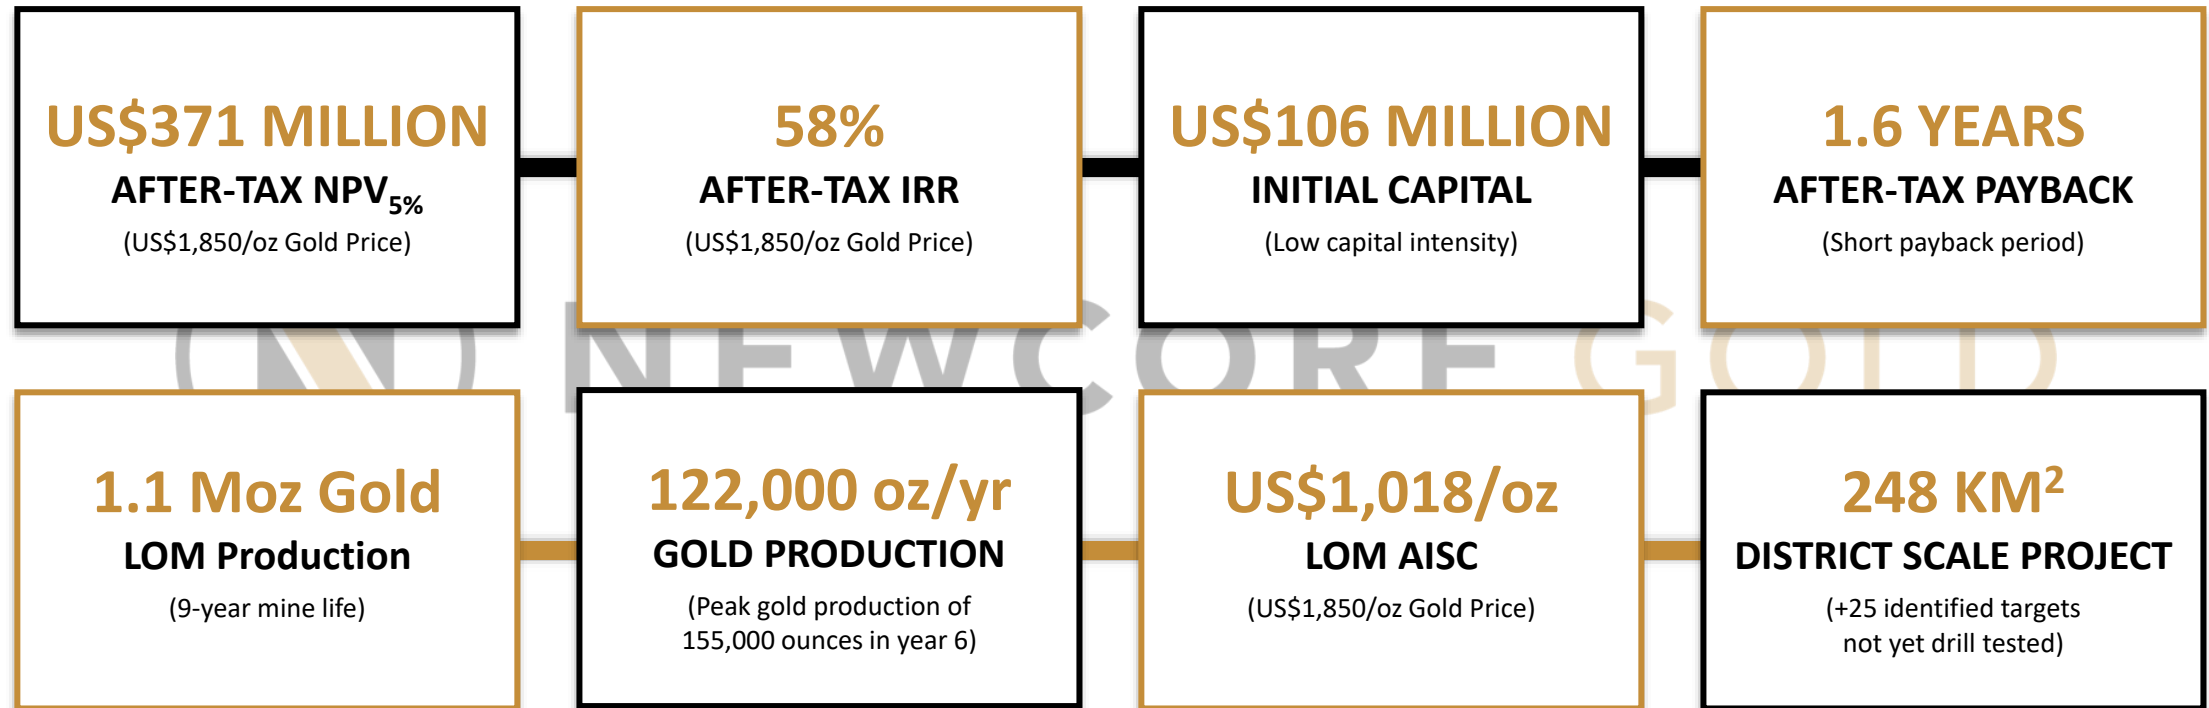 US$371 MILLION
AFTER-TAX NPV5%
(US$1,850/oz Gold Price)
58%
AFTER-TAX IRR
(US$1,850/oz Gold Price)
US$106 MILLION
INITIAL CAPITAL
(Low capital intensity)
1.6 YEARS
AFTER-TAX PAYBACK
(Short payback period)
NEWCORE GOLD
1.1 Moz Gold
LOM Production
(9-year mine life)
122,000 oz/yr
GOLD PRODUCTION
(Peak gold production of
155,000 ounces in year 6)
US$1,018/oz
LOM AISC
(US$1,850/oz Gold Price)
248 KM²
DISTRICT SCALE PROJECT
(+25 identified targets
not yet drill tested)